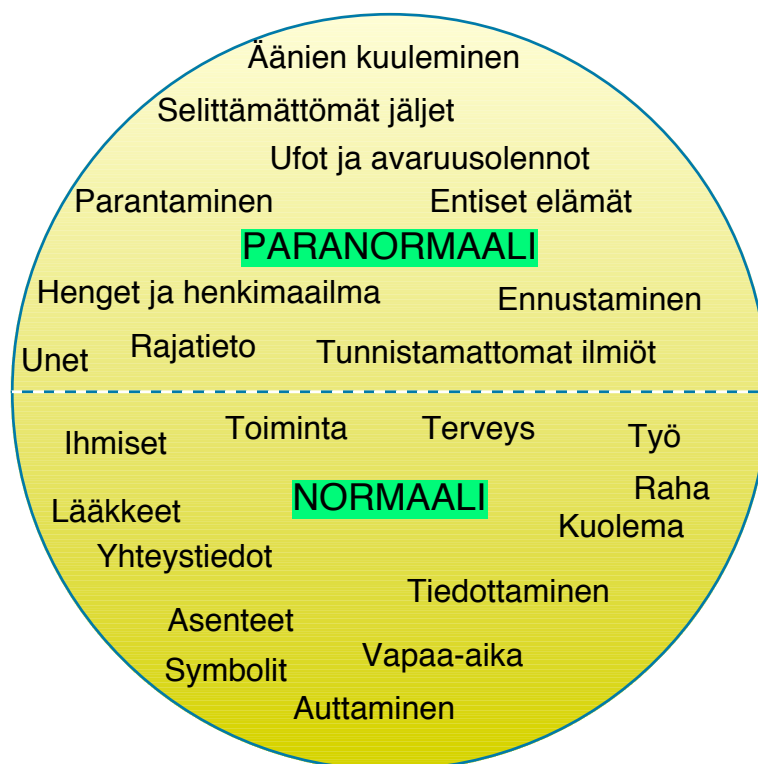 Äänien kuuleminen
Selittämättömät jäljet
Ufot ja avaruusolennot
Parantaminen
Entiset elämät
PARANORMAALI
Henget ja henkimaailma
Ennustaminen
Unet
Rajatieto
Tunnistamattomat ilmiöt
Ihmiset
Toiminta
Terveys
Työ
Raha
NORMAALI
Lääkkeet
Kuolema
Yhteystiedot
Tiedottaminen
Asenteet
Vapaa-aika
Symbolit
Auttaminen